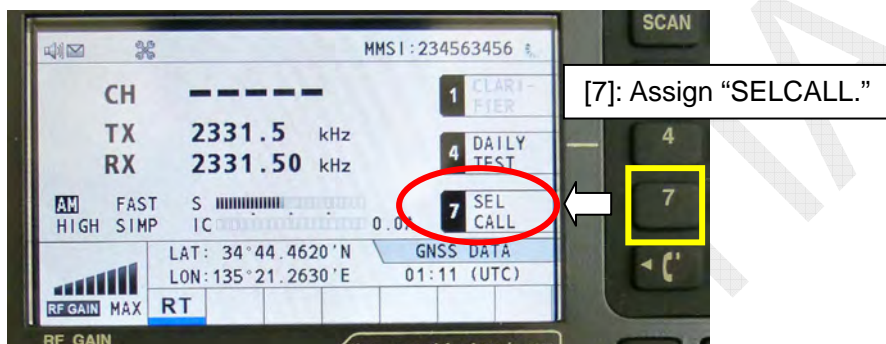 SCAN
MMSI:234563456
CH -----
1 CLARI-
FIER
[7]: Assign “SELCALL.”
TX 2331.5 kHz
RX 2331.50 kHz
4 DAILY
TEST
4
AM FAST S
HIGH SIMP IC 0.0A
7 SEL
CALL
7
LAT: 34°44.4620'N
LON:135°21.2630'E
GNSS DATA
01:11 (UTC)
RF GAIN MAX
RT
RF GAIN